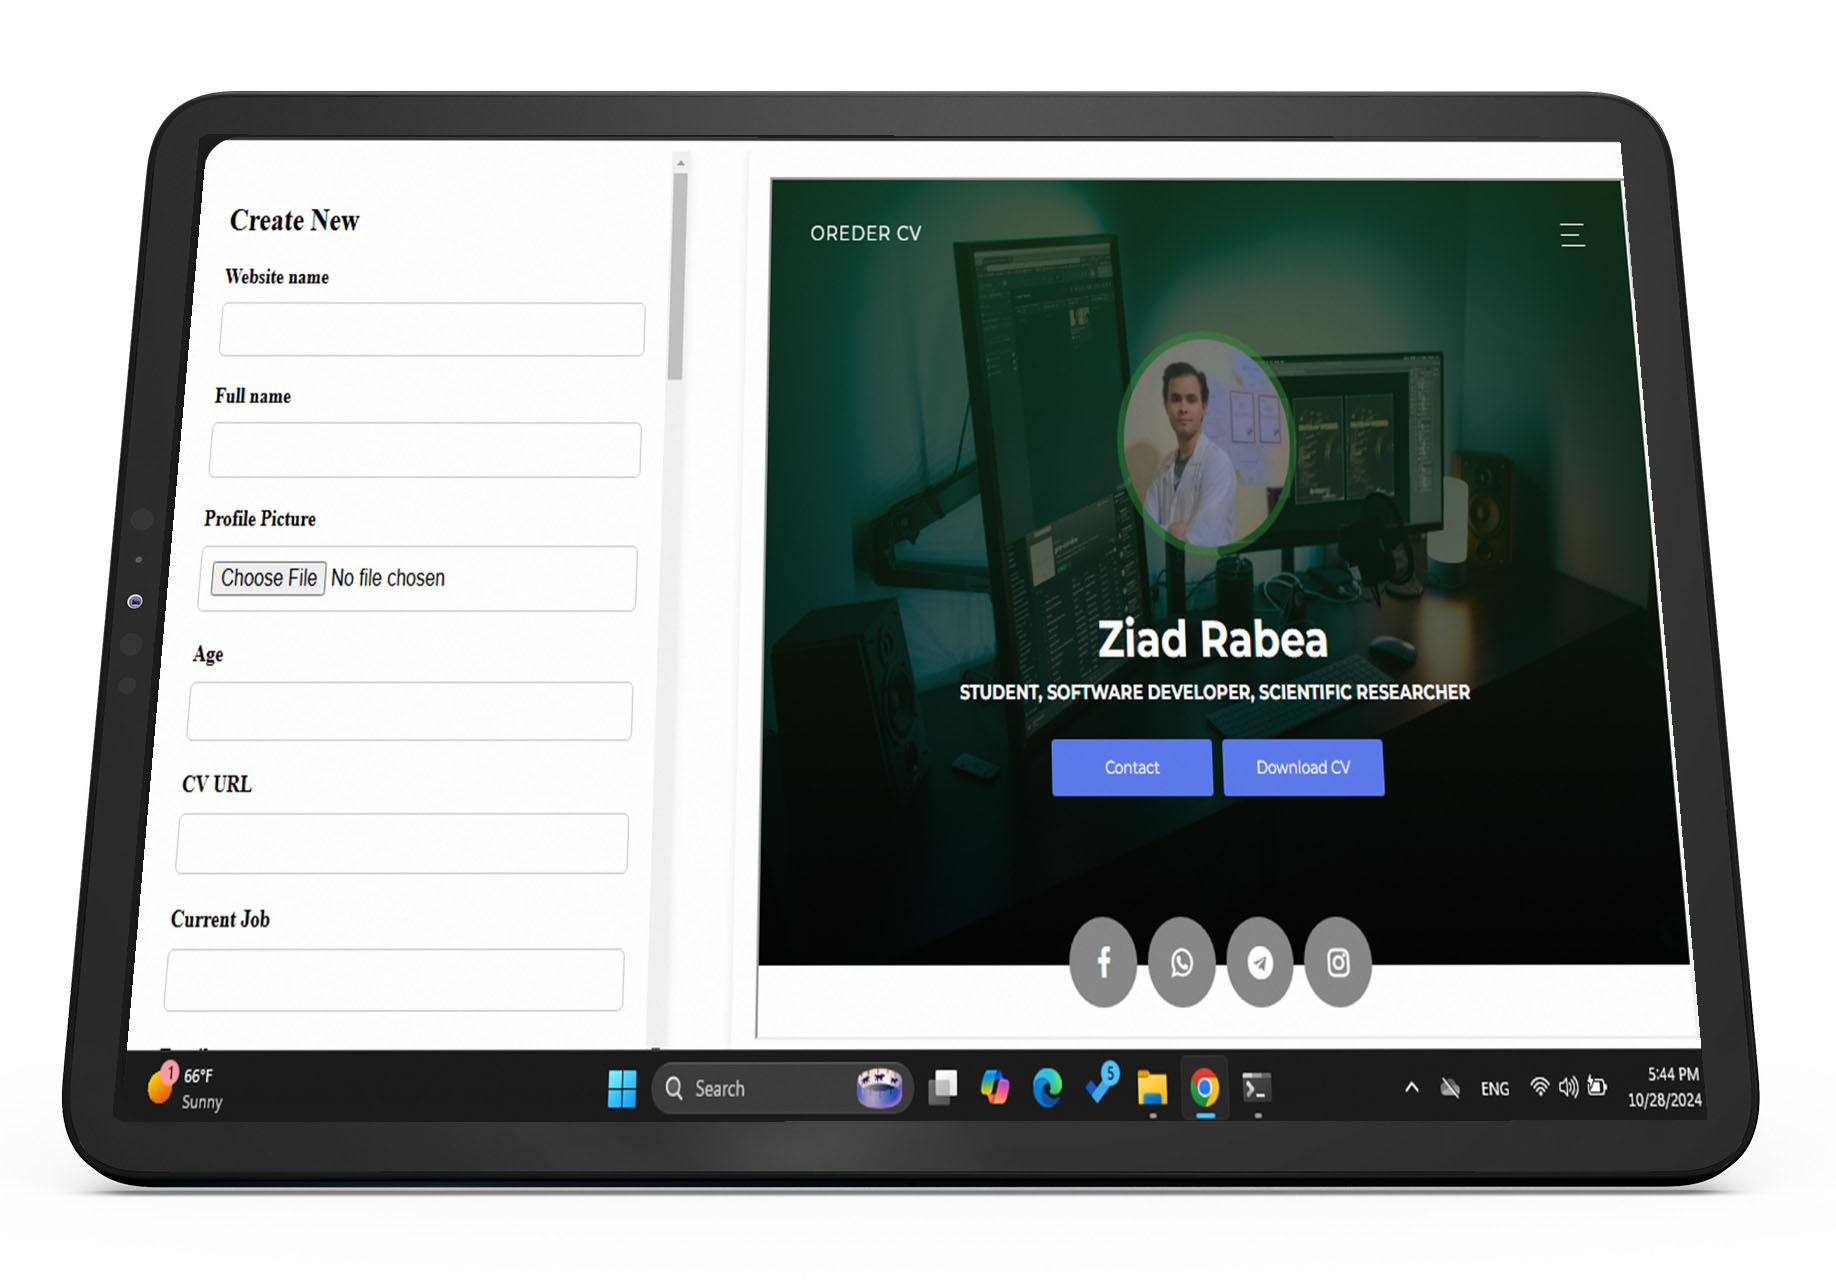 Create New
Website name
Full name
Profile Picture
Choose File No file chosen
Age
CV URL
Current Job
OREDER CV
Ziad Rabea
STUDENT, SOFTWARE DEVELOPER, SCIENTIFIC RESEARCHER
Contact
Download CV
1
66°F
Sunny
Search
5
ENG
5:44 PM
10/28/2024